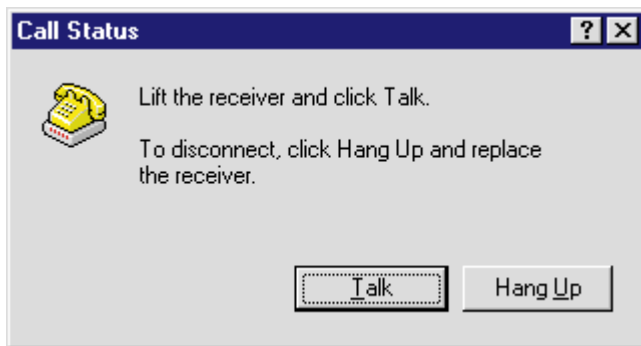 Call Status
Lift the receiver and click Talk.
To disconnect, click Hang Up and replace
the receiver.
Talk
Hang Up